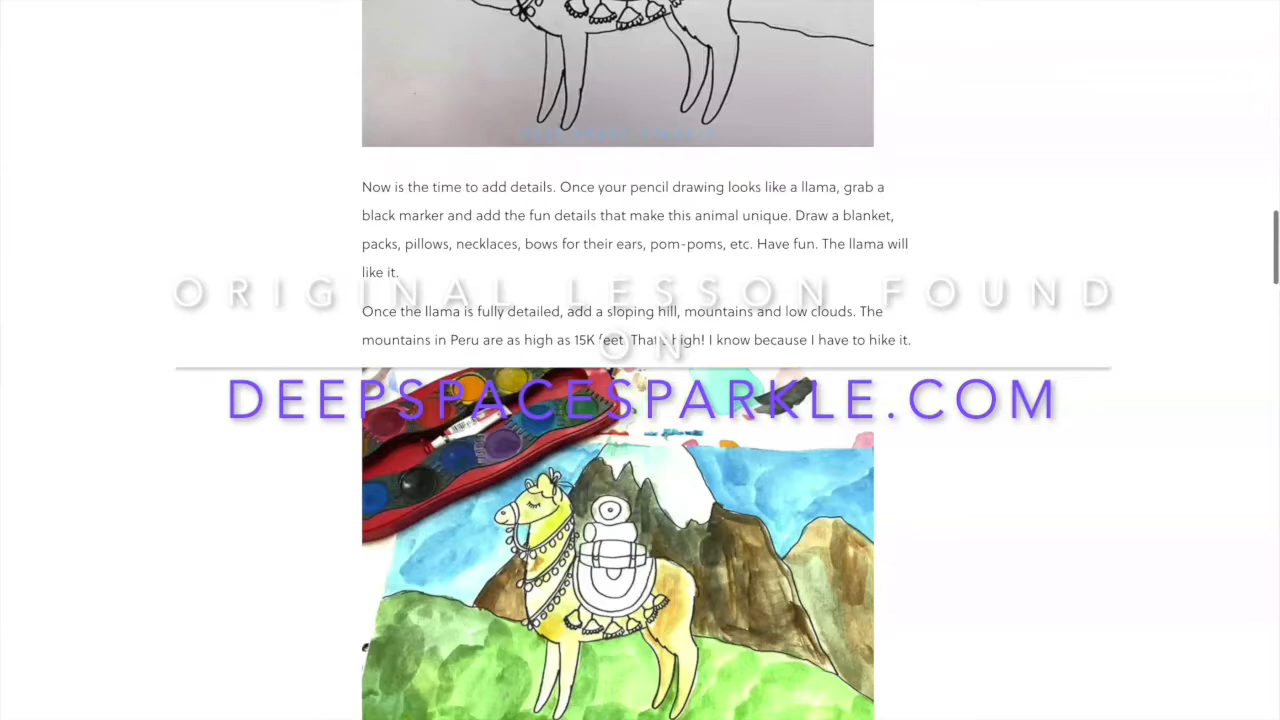 Now is the time to add details. Once your pencil drawing looks like a llama, grab a
black marker and add the fun details that make this animal unique. Draw a blanket,
packs, pillows, necklaces, bows for their ears, pom-poms, etc. Have fun. The llama will
like it.
ORIGINAL LESSON FOUND
Once the llama is fully detailed, add a sloping hill, mountains and low clouds. The
ON
mountains in Peru are as high as 15K feet. That's high! I know because I have to hike it.
DEEPSPACESPARKLE.COM